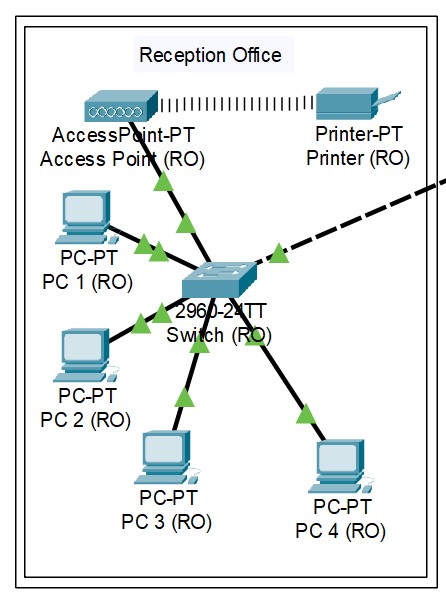 Reception Office
AccessPoint-PT
Access Point (RO)
Printer-PT
Printer (RO)
PC-PT
PC 1 (RO)
2960-24TT
Switch (RO)
PC-PT
PC 2 (RO)
PC-PT
PC 3 (RO)
PC-PT
PC 4 (RO)